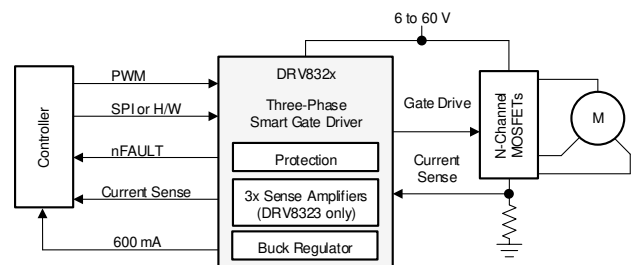 6 to 60 V
Controller
PWM
SPI or H/W
nFAULT
Current Sense
600 mA
DRV832x
Three-Phase
Smart Gate Driver
Protection
3x Sense Amplifiers
(DRV8323 only)
Buck Regulator
Gate Drive
Current
Sense
N-Channel
MOSFETs
M